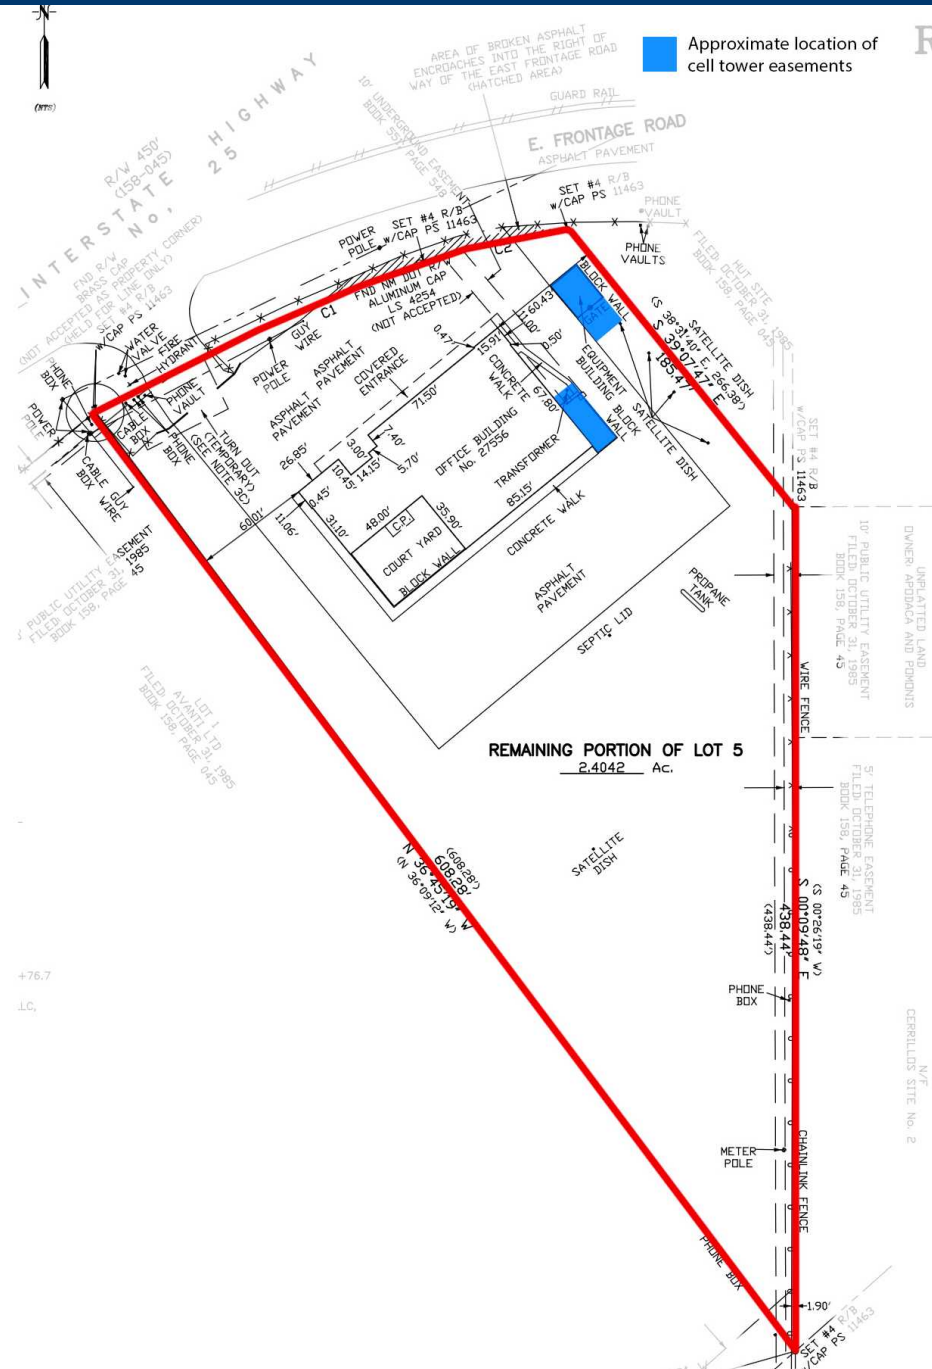 N
(NTS)
Approximate location of
cell tower easements
R
AREA OF BROKEN ASPHALT
ENCROACHES INTO THE RIGHT OF
WAY OF THE EAST FRONTAGE ROAD
(HATCHED AREA)
GUARD RAIL
E. FRONTAGE ROAD
ASPHALT PAVEMENT
10' UNDERGROUND EASEMENT
BOOK 557, PAGE 548
R/W 450'
(158-045)
INTERSTATE HIGHWAY
No. 25
FND R/W
BRASS CAP
(NOT ACCEPTED AS PROPERTY CORNER)
(HELD FOR LINE ONLY)
SET #4 R/B
w/CAP PS 11463
WATER
VALVE
FIRE
HYDRANT
PHONE
BOX
POWER
POLE
CABLE
BOX
GUY
WIRE
CABLE
BOX
PHONE
VAULT
PHONE
BOX
TURN OUT
(TEMPORARY)
(SEE NOTE 3C)
POWER
POLE
SET #4 R/B
w/CAP PS 11463
C1
C2
FND NM DOT R/W
ALUMINUM CAP
LS 4254
(NOT ACCEPTED)
GUY
WIRE
POWER
POLE
SET #4 R/B
w/CAP PS 11463
PHONE
VAULT
PHONE
VAULTS
HUT SITE
FILED: OCTOBER 31, 1985
BOOK 158, PAGE 045
SATELLITE DISH
S 39°07'47" E
185.47'
(S 38°31'40" E, 266.38')
BLOCK WALL
GATE
60.43'
11.00'
15.91'
0.50'
0.47'
EQUIPMENT
BUILDING
BLOCK
WALL
SATELLITE DISH
ASPHALT
PAVEMENT
ASPHALT
PAVEMENT
COVERED
ENTRANCE
71.50'
CONCRETE
WALK
67.80'
OFFICE BUILDING
No. 27556
TRANSFORMER
26.85'
3.00'
7.40'
5.70'
10.45'
14.15'
0.45'
31.10'
11.06'
60.01'
48.00'
C.P.
35.90'
COURT YARD
BLOCK WALL
85.15'
CONCRETE WALK
ASPHALT
PAVEMENT
PROPANE
TANK
SEPTIC LID
SET #4 R/B
w/CAP PS 11463
10' PUBLIC UTILITY EASEMENT
FILED: OCTOBER 31, 1985
BOOK 158, PAGE 45
UNPLATTED LAND
OWNER: APODACA AND POMONIS
WIRE FENCE
PUBLIC UTILITY EASEMENT
FILED: OCTOBER 31, 1985
BOOK 158, PAGE 45
LOT 1
AVANTI LTD
FILED: OCTOBER 31, 1985
BOOK 158, PAGE 045
REMAINING PORTION OF LOT 5
2.4042 Ac.
5' TELEPHONE EASEMENT
FILED: OCTOBER 31, 1985
BOOK 158, PAGE 45
SATELLITE
DISH
(608.28')
608.28'
N 36°45'19" W
(N 36°09'12" W)
(S 00°26'19" W)
S 00°09'48" E
438.44'
(438.44')
+76.7
LC,
PHONE
BOX
N/F
CERRILLOS SITE No. 2
METER
POLE
CHAINLINK FENCE
PHONE BOX
1.90'
SET #4 R/B
w/CAP PS 11463